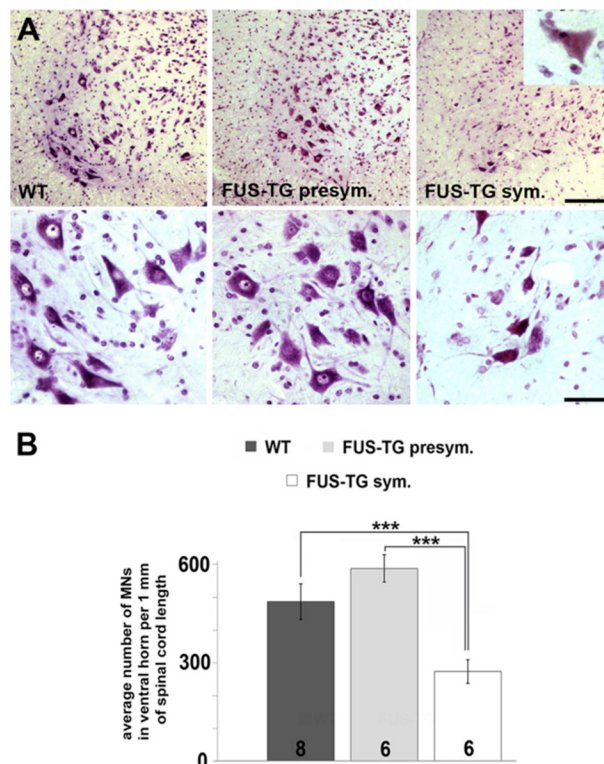 A
WT
FUS-TG presym.
FUS-TG sym.
B
WT FUS-TG presym.
FUS-TG sym.
average number of MNs
in ventral horn per 1 mm
of spinal cord length
***
***
600
300
0
8 6 6